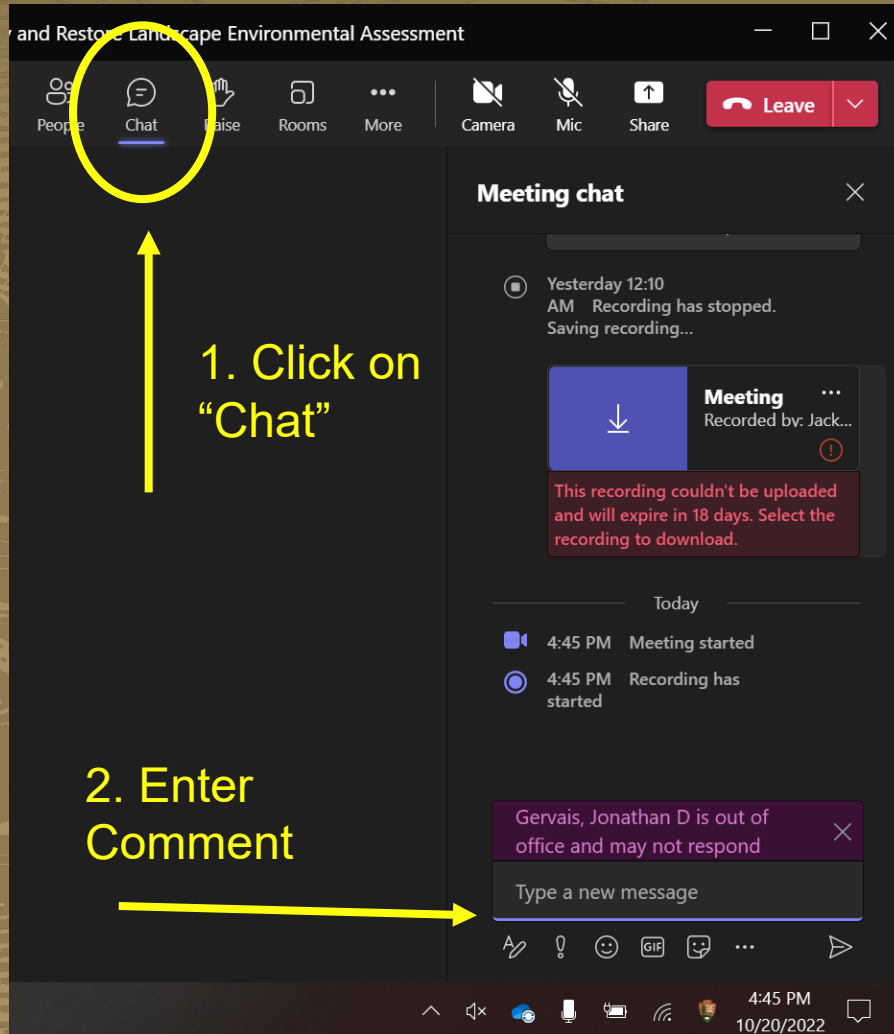 and Restore Landscape Environmental Assessment
People Chat Raise Rooms More Camera Mic Share Leave
Meeting chat
Yesterday 12:10
AM Recording has stopped.
Saving recording...
1. Click on
“Chat”
Meeting
Recorded by: Jack...
This recording couldn't be uploaded
and will expire in 18 days. Select the
recording to download.
Today
4:45 PM Meeting started
4:45 PM Recording has
started
2. Enter
Comment
Gervais, Jonathan D is out of
office and may not respond
Type a new message
GIF
4:45 PM
10/20/2022